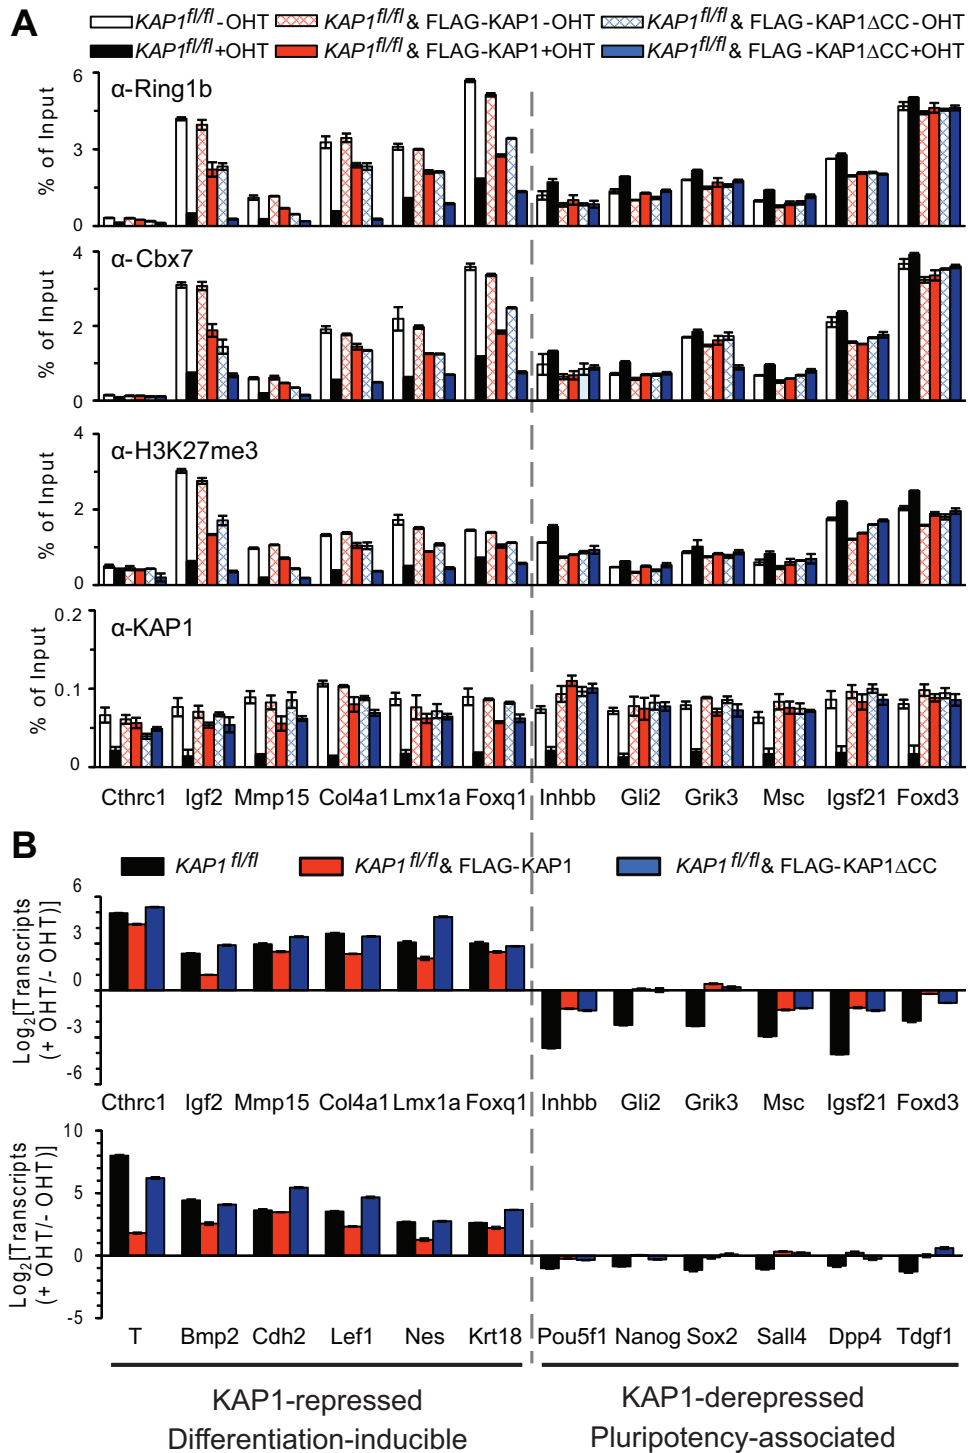 A
KAP1fl/fl-OHT KAP1fl/fl& FLAG-KAP1-OHT KAP1fl/fl& FLAG-KAP1ΔCC-OHT
KAP1fl/fl+OHT KAP1fl/fl& FLAG-KAP1+OHT KAP1fl/fl& FLAG-KAP1ΔCC+OHT
6
α-Ring1b
% of Input
3
0
4
α-Cbx7
% of Input
2
0
4
α-H3K27me3
% of Input
2
0
0.2
α-KAP1
% of Input
0.1
0
Cthrc1 Igf2 Mmp15 Col4a1 Lmx1a Foxq1 Inhbb Gli2 Grik3 Msc Igsf21 Foxd3
B
KAP1 fl/fl KAP1fl/fl& FLAG-KAP1 KAP1fl/fl& FLAG-KAP1ΔCC
6
3
0
-3
-6
Log2[Transcripts
(+ OHT/- OHT)]
Cthrc1 Igf2 Mmp15 Col4a1 Lmx1a Foxq1 Inhbb Gli2 Grik3 Msc Igsf21 Foxd3
10
5
0
-5
Log2[Transcripts
(+ OHT/- OHT)]
T Bmp2 Cdh2 Lef1 Nes Krt18 Pou5f1 Nanog Sox2 Sall4 Dpp4 Tdgf1
KAP1-repressed KAP1-derepressed
Differentiation-inducible Pluripotency-associated